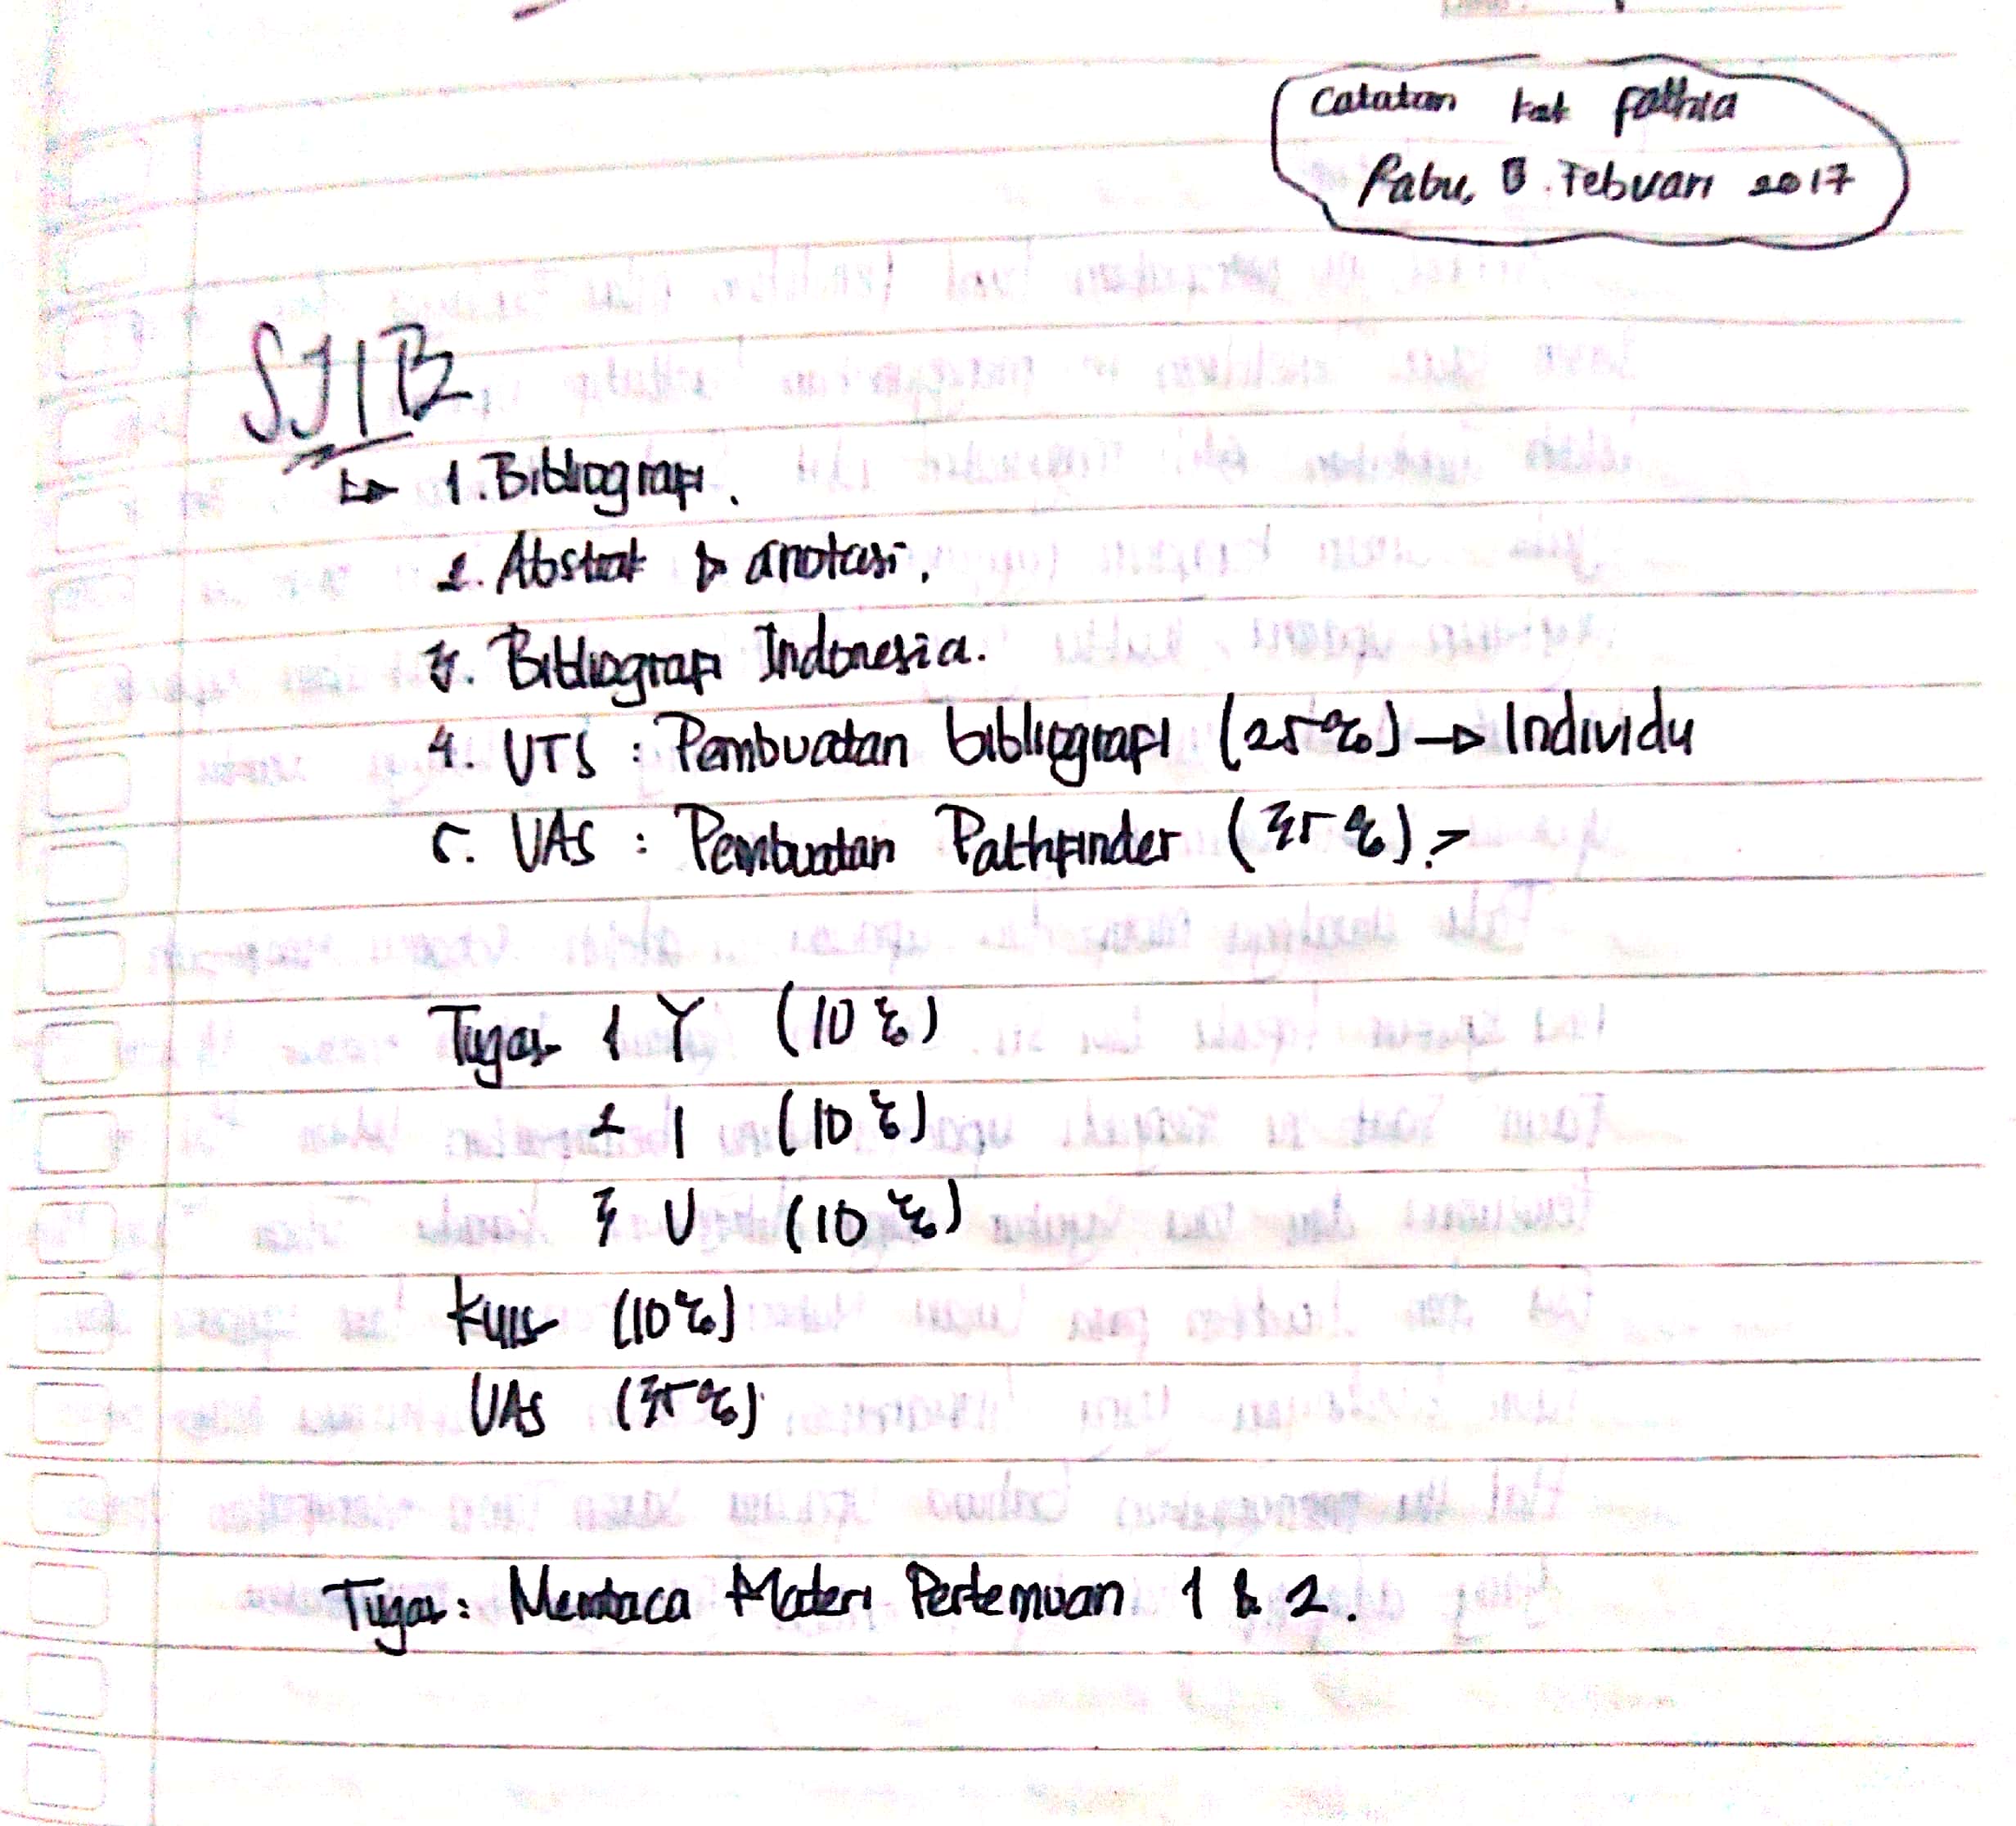 Catatan kak Fathia
Rabu, 8. Februari 2017
SJIB
↳ 1. Bibliografi.
2. Abstrak & anotasi.
3. Bibliografi Indonesia.
4. UTS : Pembuatan bibliografi (25%) → Individu
5. UAS : Pembuatan Pathfinder (35%).>
Tugas 1 Y (10%)
2 I (10%)
3 U (10%)
Kuis (10%)
UAS (35%)
Tugas : Membaca Materi Pertemuan 1 & 2.